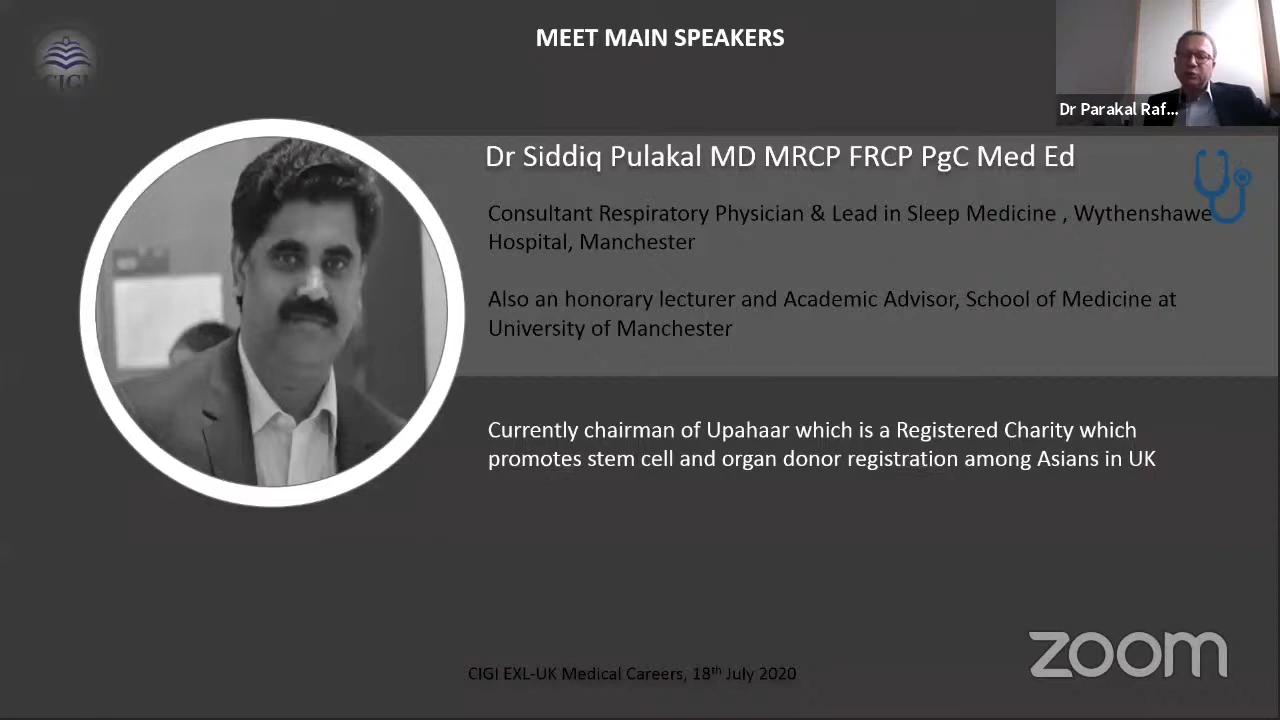 MEET MAIN SPEAKERS
CIGI
Dr Parakal Raf...
Dr Siddiq Pulakal MD MRCP FRCP PgC Med Ed
Consultant Respiratory Physician & Lead in Sleep Medicine , Wythenshawe
Hospital, Manchester
Also an honorary lecturer and Academic Advisor, School of Medicine at
University of Manchester
Currently chairman of Upahaar which is a Registered Charity which
promotes stem cell and organ donor registration among Asians in UK
zoom
CIGI EXL-UK Medical Careers, 18th July 2020